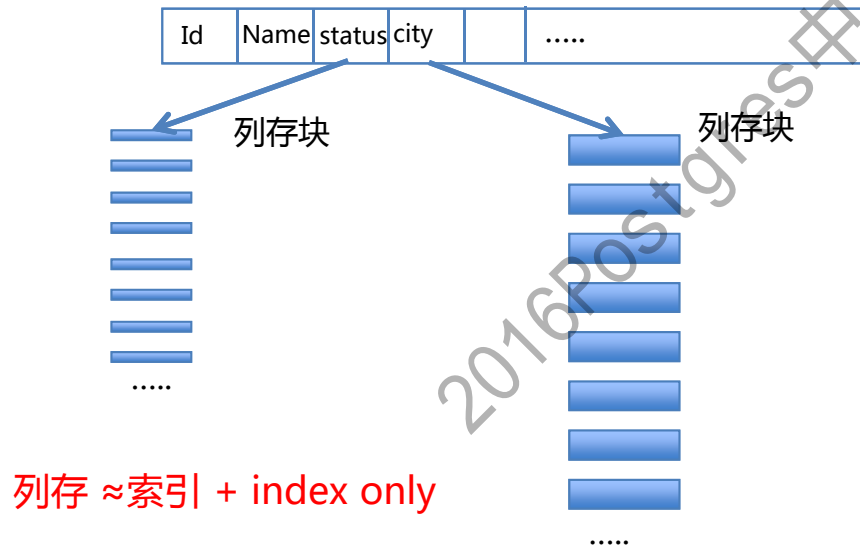 Id Name status city .....
列存块
列存块
.....
列存 ≈索引 + index only
.....
2016Postgres中